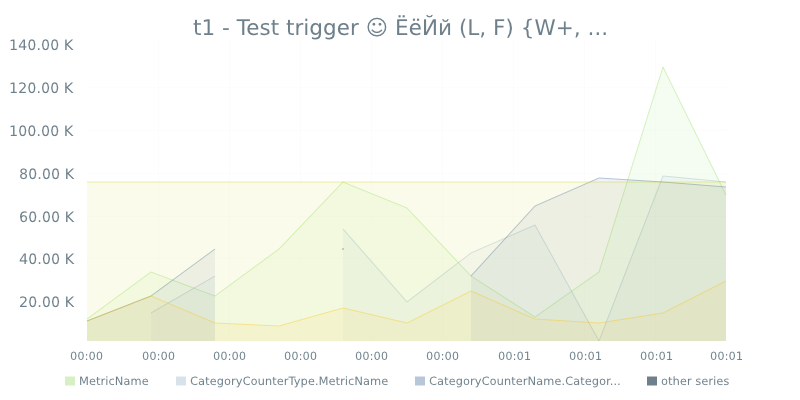 t1 - Test trigger ☺ ЁёЙй (L, F) {W+, ...
140.00 K
120.00 K
100.00 K
80.00 K
60.00 K
40.00 K
20.00 K
00:00 00:00 00:00 00:00 00:00 00:00 00:01 00:01 00:01 00:01
MetricName CategoryCounterType.MetricName CategoryCounterName.Categor... other series